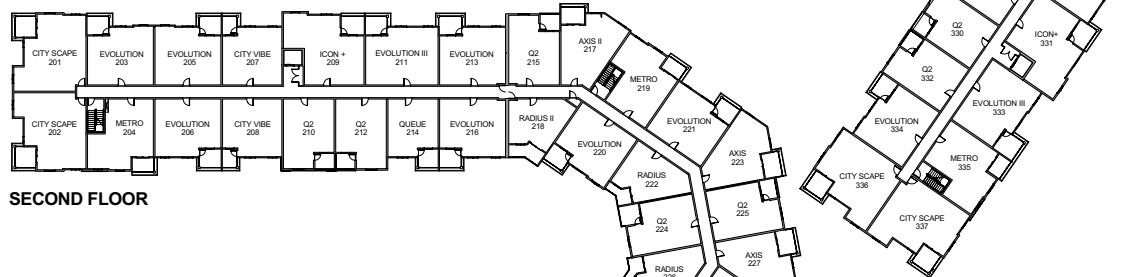 CITY SCAPE
201
EVOLUTION
203
EVOLUTION
205
CITY VIBE
207
ICON +
209
EVOLUTION III
211
EVOLUTION
213
Q2
215
AXIS II
217
METRO
219
EVOLUTION
221
AXIS
223
Q2
225
AXIS
227
CITY SCAPE
202
METRO
204
EVOLUTION
206
CITY VIBE
208
Q2
210
Q2
212
QUEUE
214
EVOLUTION
216
RADIUS II
218
EVOLUTION
220
RADIUS
222
Q2
224
RADIUS
226
SECOND FLOOR
Q2
330
ICON+
331
Q2
332
EVOLUTION III
333
EVOLUTION
334
METRO
335
CITY SCAPE
336
CITY SCAPE
337